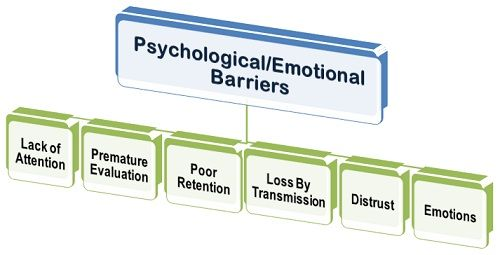 Psychological/Emotional
Barriers
Lack of
Attention
Premature
Evaluation
Poor
Retention
Loss By
Transmission
Distrust
Emotions